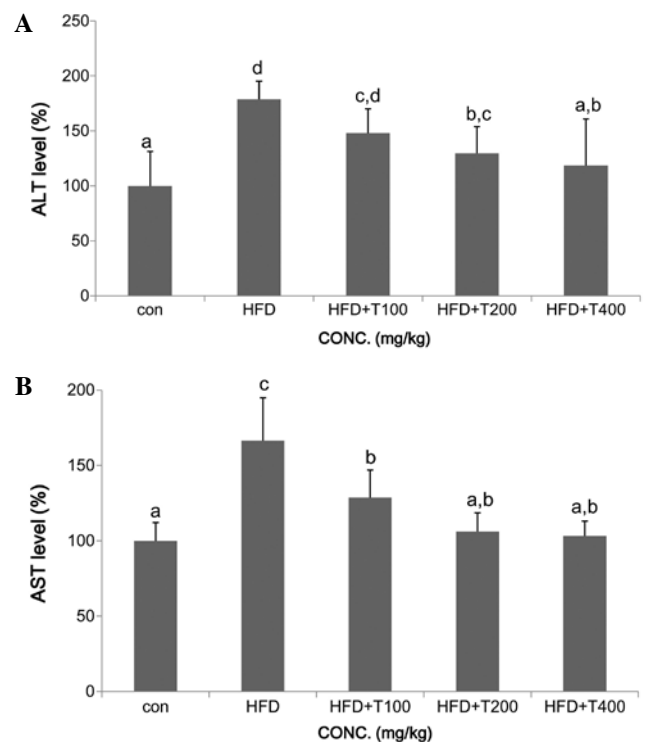 A
ALT level (%)
250
200
150
100
50
0
a
d
c,d
b,c
a,b
con HFD HFD+T100 HFD+T200 HFD+T400
CONC. (mg/kg)
B
AST level (%)
200
150
100
50
0
a
c
b
a,b
a,b
con HFD HFD+T100 HFD+T200 HFD+T400
CONC. (mg/kg)